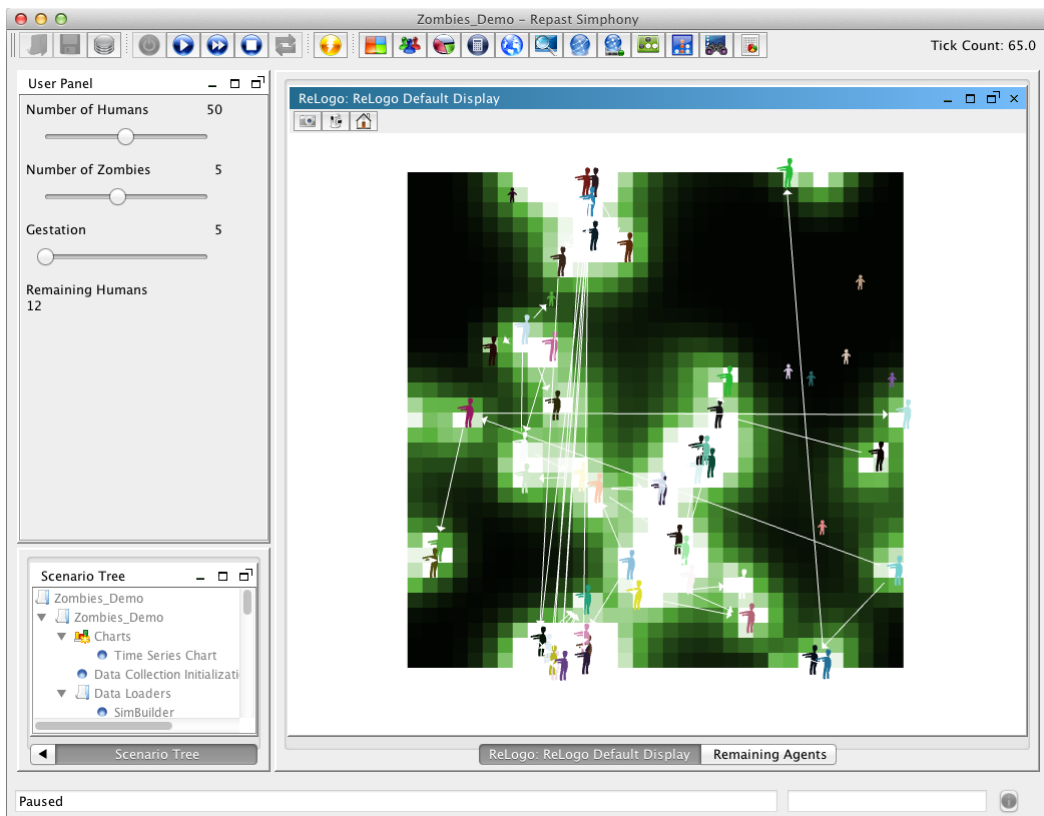 Zombies_Demo – Repast Simphony
Tick Count: 65.0
User Panel
Number of Humans 50
Number of Zombies 5
Gestation 5
Remaining Humans
12
ReLogo: ReLogo Default Display
Scenario Tree
Zombies_Demo
Zombies_Demo
Charts
Time Series Chart
Data Collection Initializati
Data Loaders
SimBuilder
Scenario Tree
ReLogo: ReLogo Default Display Remaining Agents
Paused